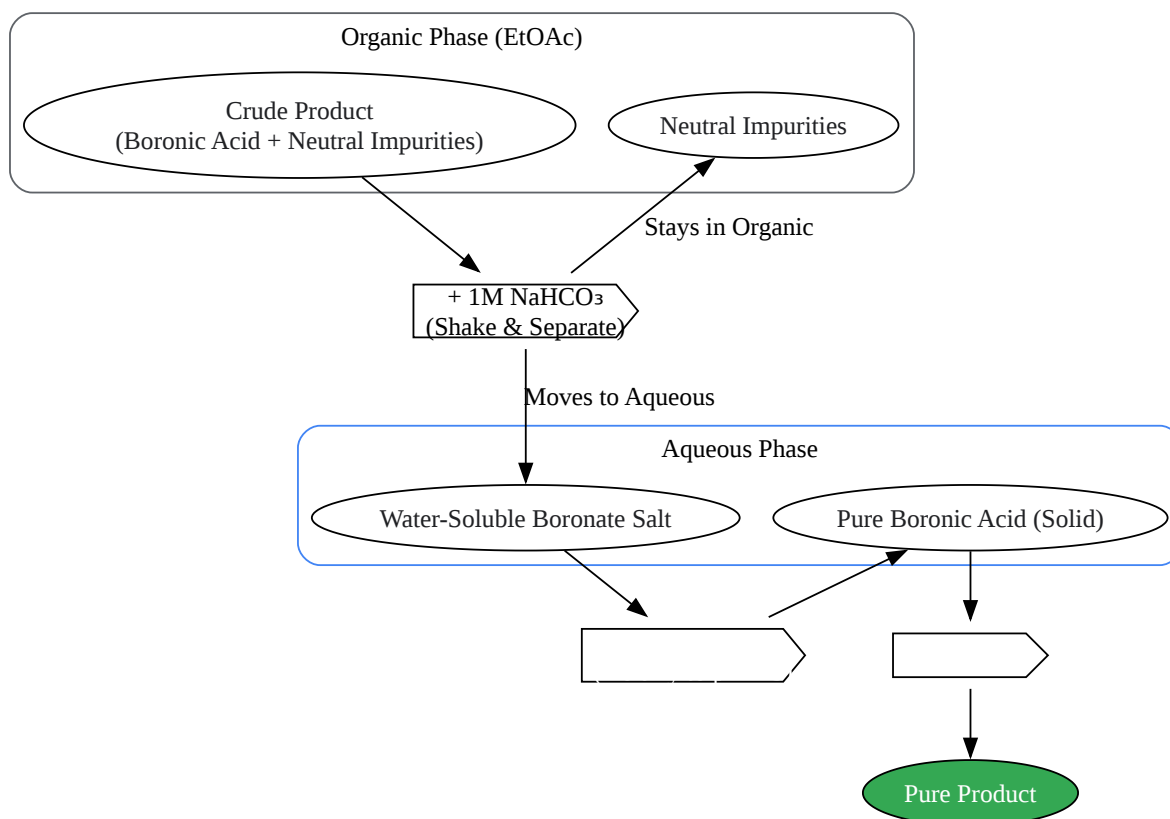 Organic Phase (EtOAc)
Crude Product
(Boronic Acid + Neutral Impurities)
Neutral Impurities
Stays in Organic
+ 1M NaHCO₃
(Shake & Separate)
Moves to Aqueous
Aqueous Phase
Water-Soluble Boronate Salt
Pure Boronic Acid (Solid)
Pure Product